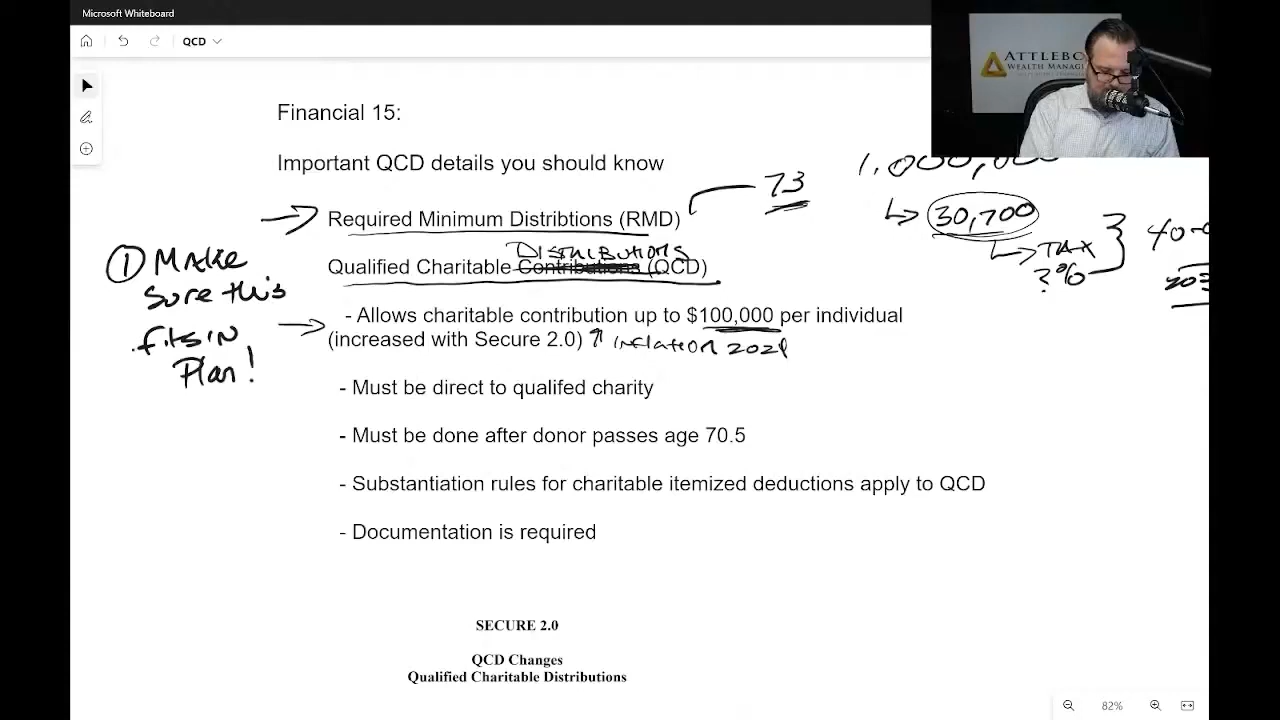 Microsoft Whiteboard
QCD
ATTLEBO
WEALTH MANAG
Financial 15:
Important QCD details you should know
73
30,700
Required Minimum Distribtions (RMD)
TAX
?%
DISTRIBUTIONS
Qualified Charitable Contributions (QCD)
① Make
sure this
fits in
Plan!
- Allows charitable contribution up to $100,000 per individual
(increased with Secure 2.0) ↑ inflation 2024
- Must be direct to qualifed charity
- Must be done after donor passes age 70.5
- Substantiation rules for charitable itemized deductions apply to QCD
- Documentation is required
SECURE 2.0
QCD Changes
Qualified Charitable Distributions
82%